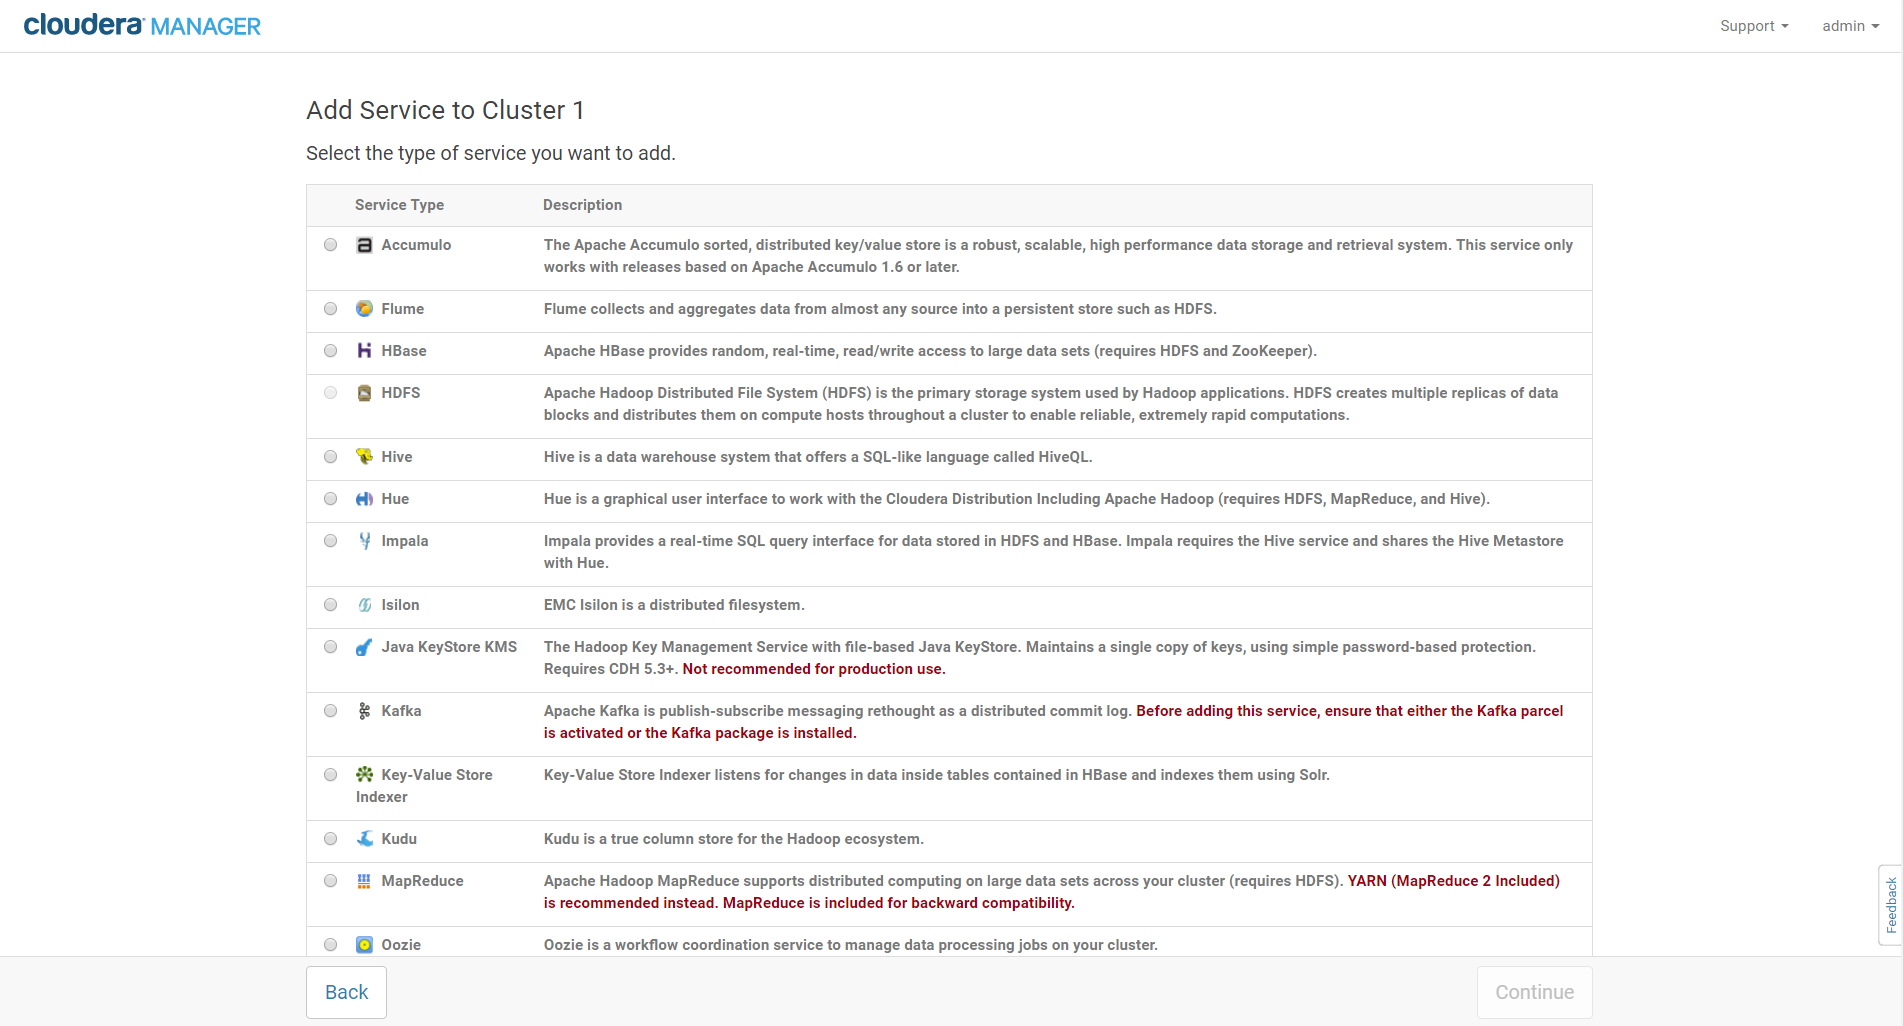 cloudera MANAGER
Support
admin
Add Service to Cluster 1
Select the type of service you want to add.
Service Type
Description
Accumulo
The Apache Accumulo sorted, distributed key/value store is a robust, scalable, high performance data storage and retrieval system. This service only
works with releases based on Apache Accumulo 1.6 or later.
Flume
Flume collects and aggregates data from almost any source into a persistent store such as HDFS.
HBase
Apache HBase provides random, real-time, read/write access to large data sets (requires HDFS and ZooKeeper).
HDFS
Apache Hadoop Distributed File System (HDFS) is the primary storage system used by Hadoop applications. HDFS creates multiple replicas of data
blocks and distributes them on compute hosts throughout a cluster to enable reliable, extremely rapid computations.
Hive
Hive is a data warehouse system that offers a SQL-like language called HiveQL.
Hue
Hue is a graphical user interface to work with the Cloudera Distribution Including Apache Hadoop (requires HDFS, MapReduce, and Hive).
Impala
Impala provides a real-time SQL query interface for data stored in HDFS and HBase. Impala requires the Hive service and shares the Hive Metastore
with Hue.
Isilon
EMC Isilon is a distributed filesystem.
Java KeyStore KMS
The Hadoop Key Management Service with file-based Java KeyStore. Maintains a single copy of keys, using simple password-based protection.
Requires CDH 5.3+. Not recommended for production use.
Kafka
Apache Kafka is publish-subscribe messaging rethought as a distributed commit log. Before adding this service, ensure that either the Kafka parcel
is activated or the Kafka package is installed.
Key-Value Store
Indexer
Key-Value Store Indexer listens for changes in data inside tables contained in HBase and indexes them using Solr.
Kudu
Kudu is a true column store for the Hadoop ecosystem.
MapReduce
Apache Hadoop MapReduce supports distributed computing on large data sets across your cluster (requires HDFS). YARN (MapReduce 2 Included)
is recommended instead. MapReduce is included for backward compatibility.
Oozie
Oozie is a workflow coordination service to manage data processing jobs on your cluster.
Feedback
Back
Continue